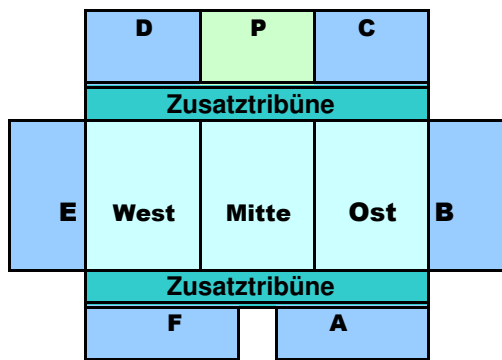 D P C
Zusatztribüne
E West Mitte Ost B
Zusatztribüne
F A